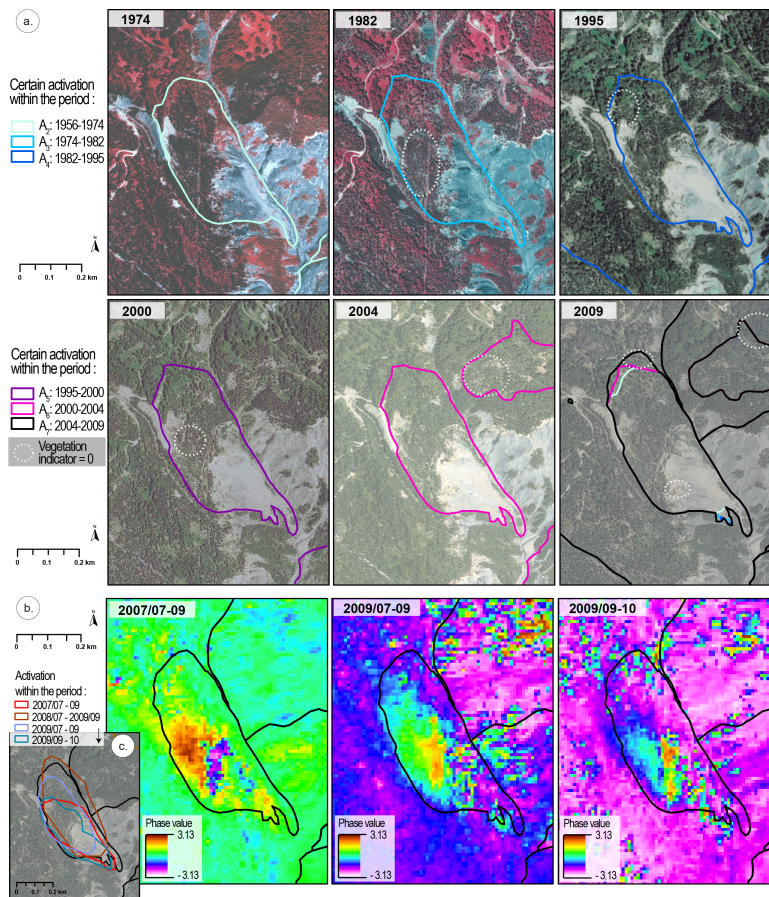 a.
1974
1982
1995
Certain activation
within the period :
A2: 1956-1974
A3: 1974-1982
A4: 1982-1995
N
0 0.1 0.2 km
2000
2004
2009
Certain activation
within the period :
A5: 1995-2000
A6: 2000-2004
A7: 2004-2009
Vegetation
indicator = 0
N
0 0.1 0.2 km
b.
N
0 0.1 0.2 km
2007/07-09
2009/07-09
2009/09-10
Activation
within the period :
2007/07 - 09
2008/07 - 2009/09
2009/07 - 09
2009/09 - 10
c.
0 0.2 km
Phase value
3.13
- 3.13
Phase value
3.13
- 3.13
Phase value
3.13
- 3.13